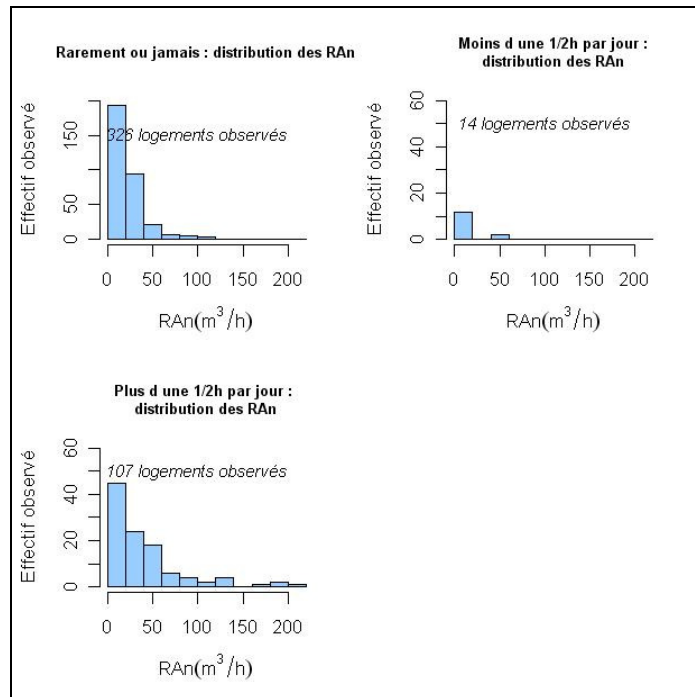 Rarement ou jamais : distribution des RAn
326 logements observés
Effectif observé
0 50 150
0 50 100 150 200
RAn(m³/h)
Moins d une 1/2h par jour :
distribution des RAn
14 logements observés
Effectif observé
0 20 40 60
0 50 100 150 200
RAn(m³/h)
Plus d une 1/2h par jour :
distribution des RAn
107 logements observés
Effectif observé
0 20 40 60
0 50 100 150 200
RAn(m³/h)